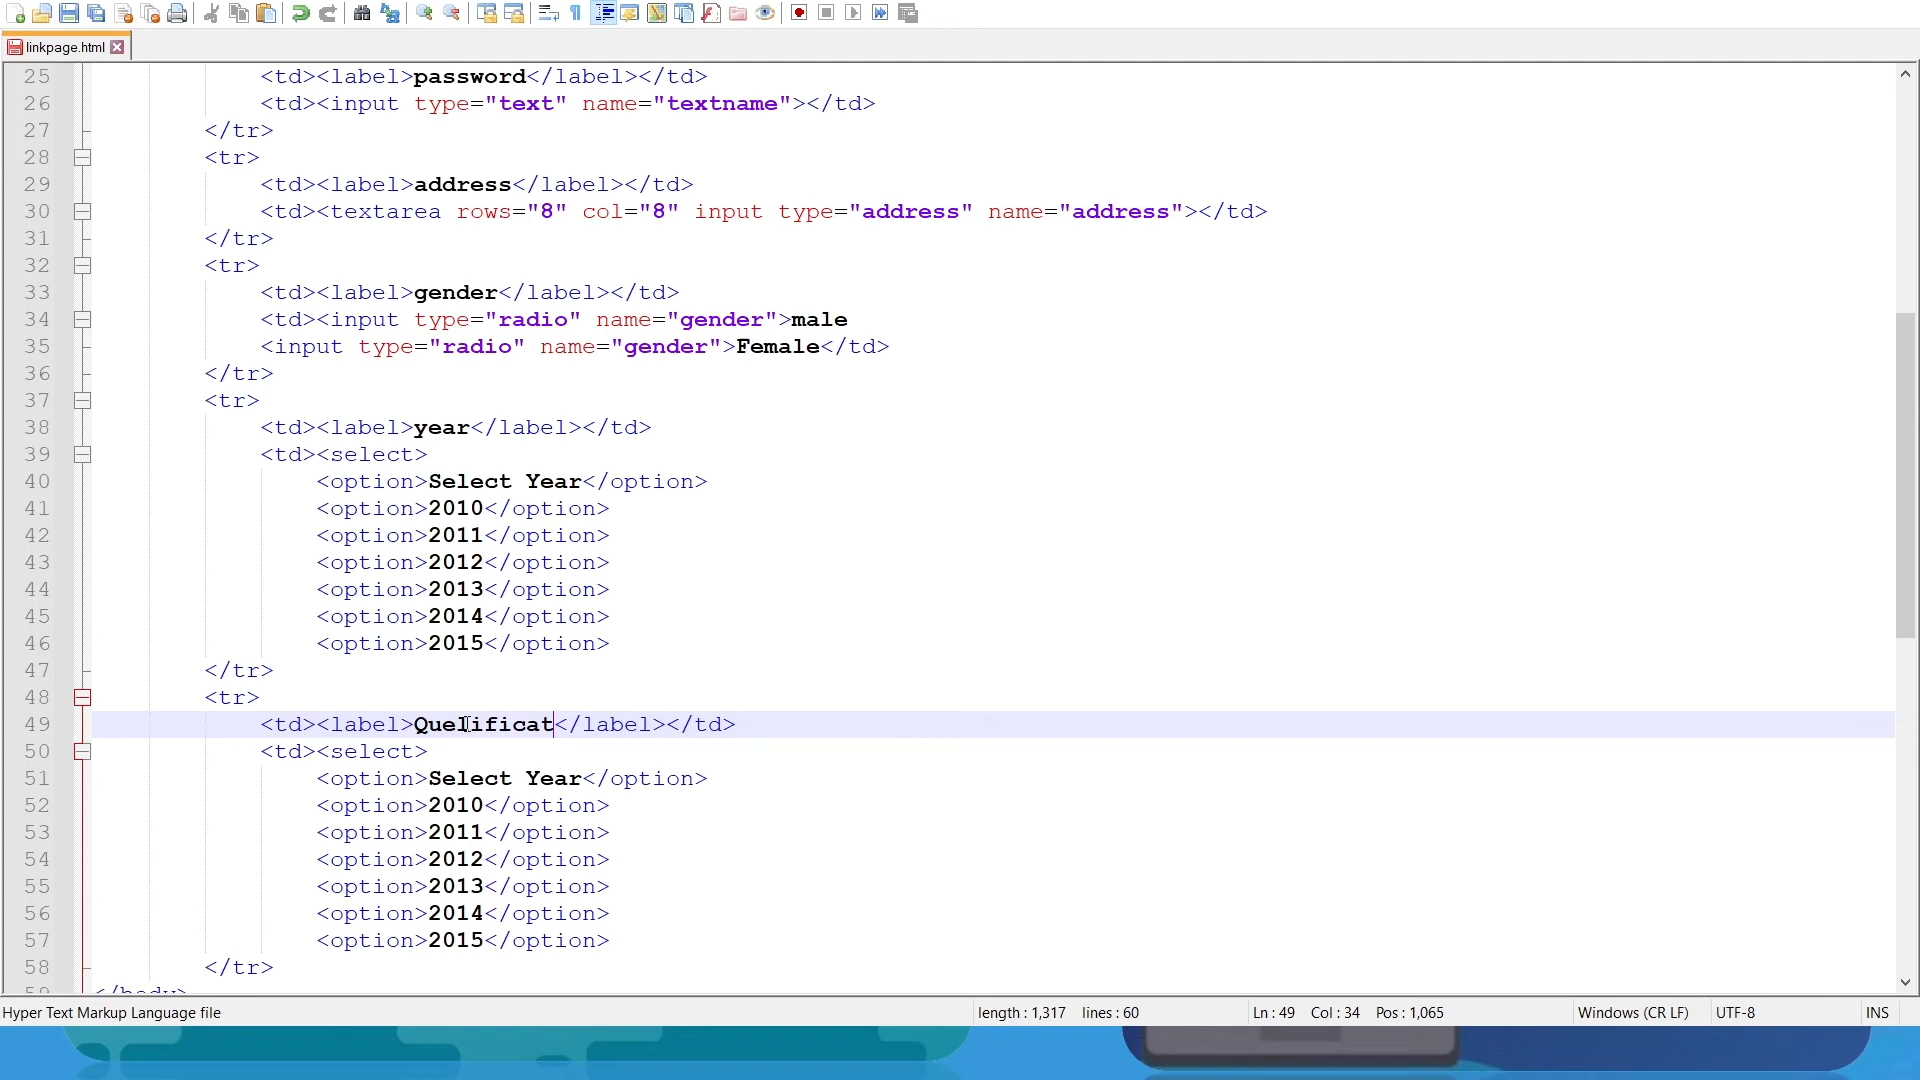 linkpage.html
25 <td><label>password</label></td>
26 <td><input type="text" name="textname"></td>
27 </tr>
28 <tr>
29 <td><label>address</label></td>
30 <td><textarea rows="8" col="8" input type="address" name="address"></td>
31 </tr>
32 <tr>
33 <td><label>gender</label></td>
34 <td><input type="radio" name="gender">male
35 <input type="radio" name="gender">Female</td>
36 </tr>
37 <tr>
38 <td><label>year</label></td>
39 <td><select>
40 <option>Select Year</option>
41 <option>2010</option>
42 <option>2011</option>
43 <option>2012</option>
44 <option>2013</option>
45 <option>2014</option>
46 <option>2015</option>
47 </tr>
48 <tr>
49 <td><label>Quelificat</label></td>
50 <td><select>
51 <option>Select Year</option>
52 <option>2010</option>
53 <option>2011</option>
54 <option>2012</option>
55 <option>2013</option>
56 <option>2014</option>
57 <option>2015</option>
58 </tr>
59 </body>
Hyper Text Markup Language file length : 1,317 lines : 60 Ln : 49 Col : 34 Pos : 1,065 Windows (CR LF) UTF-8 INS